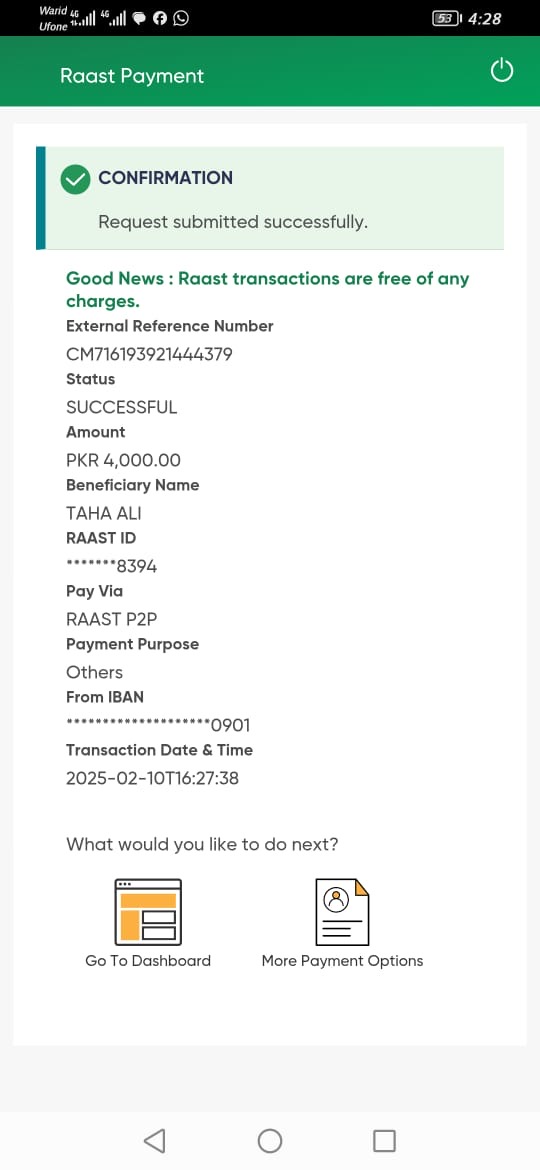 Warid 4G 4G
Ufone 53 4:28
Raast Payment
CONFIRMATION
Request submitted successfully.
Good News : Raast transactions are free of any
charges.
External Reference Number
CM716193921444379
Status
SUCCESSFUL
Amount
PKR 4,000.00
Beneficiary Name
TAHA ALI
RAAST ID
*******8394
Pay Via
RAAST P2P
Payment Purpose
Others
From IBAN
********************0901
Transaction Date & Time
2025-02-10T16:27:38
What would you like to do next?
Go To Dashboard
More Payment Options